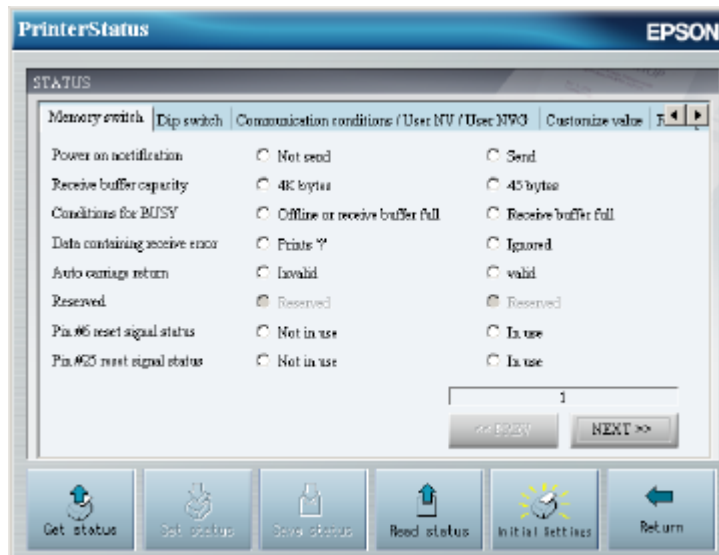 PrinterStatus
EPSON
STATUS
Memory switch Dip switch Communication conditions / User NV / User NVG Customize value
Power on nortification Not send Send
Receive buffer capacity 4K bytes 45 bytes
Conditions for BUSY Offline or receive buffer full Receive buffer full
Data containing receive error Prints '?' Ignored
Auto carriage return Invalid valid
Reserved Reserved Reserved
Pin #6 reset signal status Not in use In use
Pin #25 reset signal status Not in use In use
1
<< PREV NEXT >>
Get status Set status Save status Read status Initial Settings Return